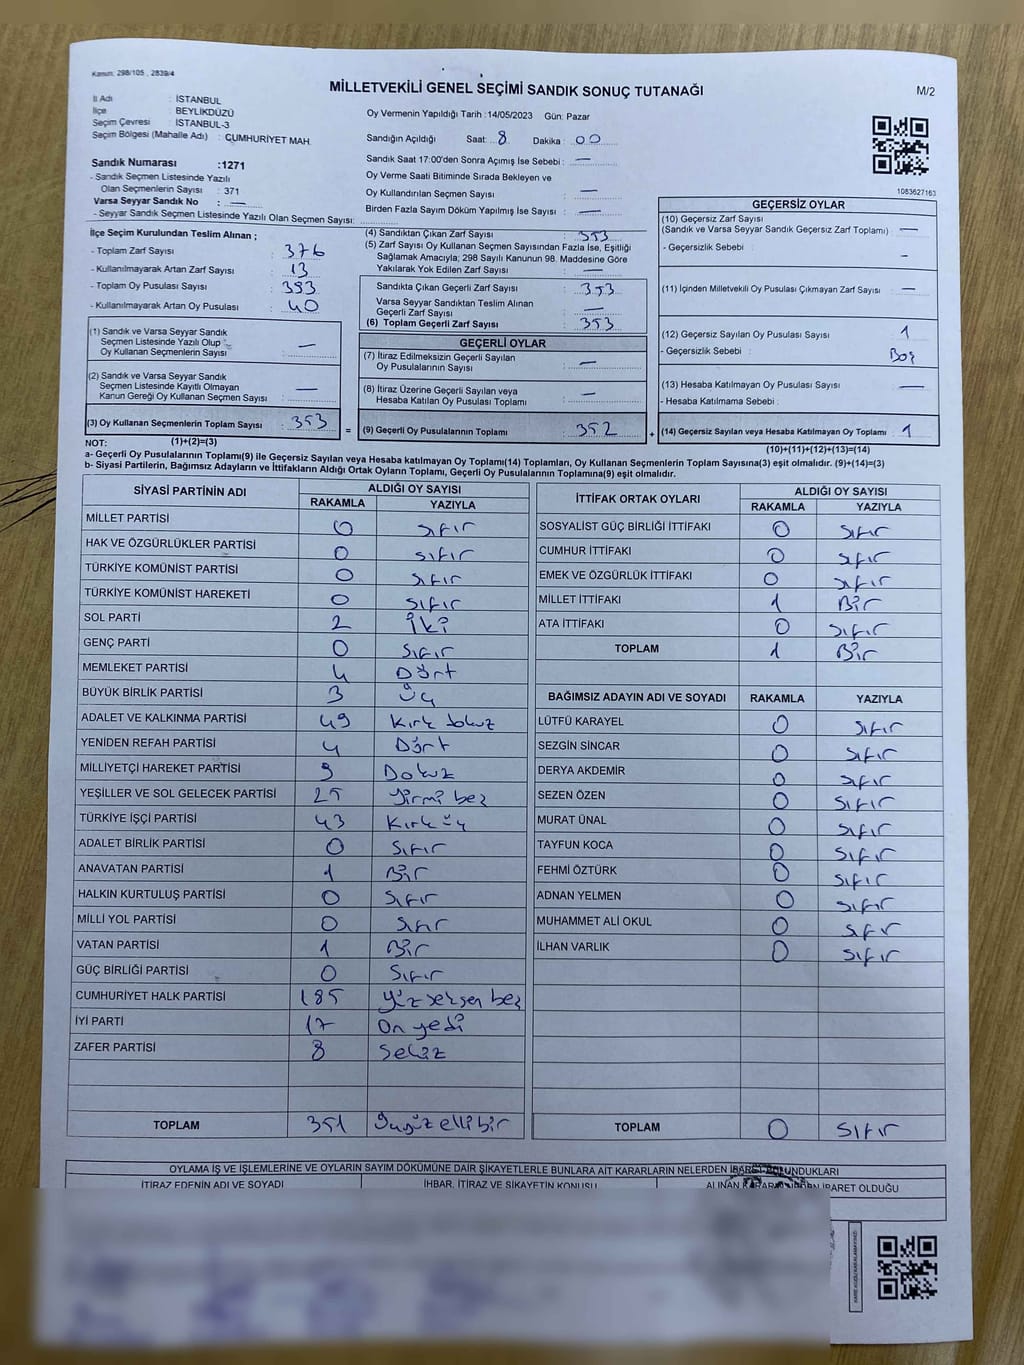 Kanun: 298/105 , 2839/4
MİLLETVEKİLİ GENEL SEÇİMİ SANDIK SONUÇ TUTANAĞI
M/2
İl Adı : İSTANBUL
İlçe : BEYLİKDÜZÜ
Seçim Çevresi : İSTANBUL-3
Seçim Bölgesi (Mahalle Adı) : CUMHURİYET MAH.
Oy Vermenin Yapıldığı Tarih :14/05/2023 Gün: Pazar
Sandığın Açıldığı Saat: 8 Dakika : 00
Sandık Saat 17:00'den Sonra Açımış İse Sebebi : —
Oy Verme Saati Bitiminde Sırada Bekleyen ve
Oy Kullandırılan Seçmen Sayısı : —
Birden Fazla Sayım Döküm Yapılmış İse Sayısı : —
1083627163
Sandık Numarası :1271
- Sandık Seçmen Listesinde Yazılı
Olan Seçmenlerin Sayısı : 371
Varsa Seyyar Sandık No : —
- Seyyar Sandık Seçmen Listesinde Yazılı Olan Seçmen Sayısı:
İlçe Seçim Kurulundan Teslim Alınan ;
- Toplam Zarf Sayısı : 376
- Kullanılmayarak Artan Zarf Sayısı : 13
- Toplam Oy Pusulası Sayısı : 393
- Kullanılmayarak Artan Oy Pusulası : 40
(1) Sandık ve Varsa Seyyar Sandık
Seçmen Listesinde Yazılı Olup
Oy Kullanan Seçmenlerin Sayısı : —
(2) Sandık ve Varsa Seyyar Sandık
Seçmen Listesinde Kayıtlı Olmayan
Kanun Gereği Oy Kullanan Seçmen Sayısı : —
(3) Oy Kullanan Seçmenlerin Toplam Sayısı : 353
(4) Sandıktan Çıkan Zarf Sayısı : 353
(5) Zarf Sayısı Oy Kullanan Seçmen Sayısından Fazla İse, Eşitliği
Sağlamak Amacıyla; 298 Sayılı Kanunun 98. Maddesine Göre
Yakılarak Yok Edilen Zarf Sayısı : —
Sandıkta Çıkan Geçerli Zarf Sayısı : 353
Varsa Seyyar Sandıktan Teslim Alınan
Geçerli Zarf Sayısı : —
(6) Toplam Geçerli Zarf Sayısı : 353
GEÇERLİ OYLAR
(7) İtiraz Edilmeksizin Geçerli Sayılan
Oy Pusulalarının Sayısı : —
(8) İtiraz Üzerine Geçerli Sayılan veya
Hesaba Katılan Oy Pusulası Toplamı : —
= (9) Geçerli Oy Pusulalarının Toplamı : 352
GEÇERSİZ OYLAR
(10) Geçersiz Zarf Sayısı
(Sandık ve Varsa Seyyar Sandık Geçersiz Zarf Toplamı) : —
- Geçersizlik Sebebi : —
(11) İçinden Milletvekili Oy Pusulası Çıkmayan Zarf Sayısı : —
(12) Geçersiz Sayılan Oy Pusulası Sayısı : 1
- Geçersizlik Sebebi : Boş
(13) Hesaba Katılmayan Oy Pusulası Sayısı : —
- Hesaba Katılmama Sebebi :
+ (14) Geçersiz Sayılan veya Hesaba Katılmayan Oy Toplamı : 1
NOT: (1)+(2)=(3)
(10)+(11)+(12)+(13)=(14)
a- Geçerli Oy Pusulalarının Toplamı(9) ile Geçersiz Sayılan veya Hesaba katılmayan Oy Toplamı(14) Toplamları, Oy Kullanan Seçmenlerin Toplam Sayısına(3) eşit olmalıdır. (9)+(14)=(3)
b- Siyasi Partilerin, Bağımsız Adayların ve İttifakların Aldığı Ortak Oyların Toplamı, Geçerli Oy Pusulalarının Toplamına(9) eşit olmalıdır.
SİYASİ PARTİNİN ADI ALDIĞI OY SAYISI
RAKAMLA YAZIYLA
MİLLET PARTİSİ 0 sıfır
HAK VE ÖZGÜRLÜKLER PARTİSİ 0 sıfır
TÜRKİYE KOMÜNİST PARTİSİ 0 sıfır
TÜRKİYE KOMÜNİST HAREKETİ 0 sıfır
SOL PARTİ 2 İki
GENÇ PARTİ 0 sıfır
MEMLEKET PARTİSİ 4 Dört
BÜYÜK BİRLİK PARTİSİ 3 Üç
ADALET VE KALKINMA PARTİSİ 49 Kırk dokuz
YENİDEN REFAH PARTİSİ 4 Dört
MİLLİYETÇİ HAREKET PARTİSİ 9 Dokuz
YEŞİLLER VE SOL GELECEK PARTİSİ 25 Yirmi beş
TÜRKİYE İŞÇİ PARTİSİ 43 Kırk üç
ADALET BİRLİK PARTİSİ 0 Sıfır
ANAVATAN PARTİSİ 1 Bir
HALKIN KURTULUŞ PARTİSİ 0 Sıfır
MİLLİ YOL PARTİSİ 0 Sıfır
VATAN PARTİSİ 1 Bir
GÜÇ BİRLİĞİ PARTİSİ 0 Sıfır
CUMHURİYET HALK PARTİSİ 185 Yüz seksen beş
İYİ PARTİ 17 On yedi
ZAFER PARTİSİ 8 Sekiz
TOPLAM 351 Üçyüz elli bir
İTTİFAK ORTAK OYLARI ALDIĞI OY SAYISI
RAKAMLA YAZIYLA
SOSYALİST GÜÇ BİRLİĞİ İTTİFAKI 0 sıfır
CUMHUR İTTİFAKI 0 sıfır
EMEK VE ÖZGÜRLÜK İTTİFAKI 0 sıfır
MİLLET İTTİFAKI 1 Bir
ATA İTTİFAKI 0 sıfır
TOPLAM 1 Bir
BAĞIMSIZ ADAYIN ADI VE SOYADI RAKAMLA YAZIYLA
LÜTFÜ KARAYEL 0 sıfır
SEZGİN SİNCAR 0 sıfır
DERYA AKDEMİR 0 sıfır
SEZEN ÖZEN 0 sıfır
MURAT ÜNAL 0 sıfır
TAYFUN KOCA 0 sıfır
FEHMİ ÖZTÜRK 0 sıfır
ADNAN YELMEN 0 sıfır
MUHAMMET ALİ OKUL 0 sıfır
İLHAN VARLIK 0 sıfır
TOPLAM 0 sıfır
OYLAMA İŞ VE İŞLEMLERİNE VE OYLARIN SAYIM DÖKÜMÜNE DAİR ŞİKAYETLERLE BUNLARA AİT KARARLARIN NELERDEN İBARET BULUNDUKLARI
İTİRAZ EDENİN ADI VE SOYADI İHBAR, İTİRAZ VE ŞİKAYETİN KONUSU ALINAN KARARIN NEDEN İBARET OLDUĞU